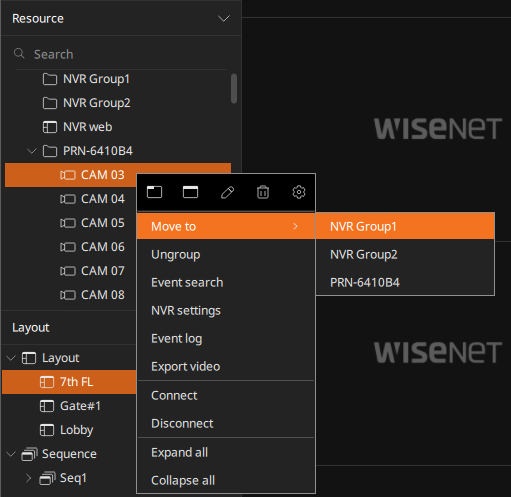 Resource
Search
NVR Group1
NVR Group2
NVR web
PRN-6410B4
CAM 03
CAM 04
CAM 05
CAM 06
CAM 07
CAM 08
Move to
Ungroup
Event search
NVR settings
Event log
Export video
Connect
Disconnect
Expand all
Collapse all
NVR Group1
NVR Group2
PRN-6410B4
Layout
Layout
7th FL
Gate#1
Lobby
Sequence
Seq1
WISENET
WISENET